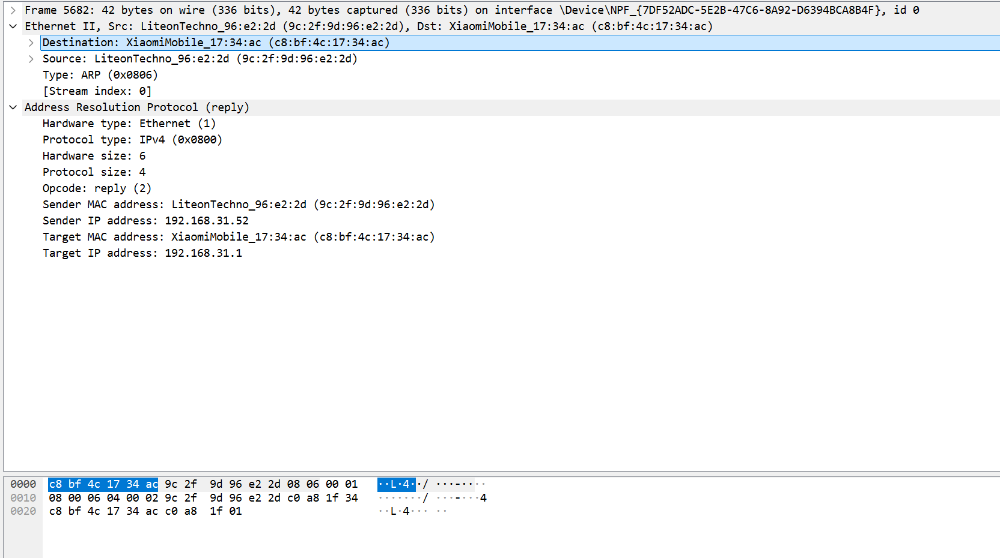 Frame 5682: 42 bytes on wire (336 bits), 42 bytes captured (336 bits) on interface \Device\NPF_{7DF52ADC-5E2B-47C6-8A92-D6394BCA8B4F}, id 0
Ethernet II, Src: LiteonTechno_96:e2:2d (9c:2f:9d:96:e2:2d), Dst: XiaomiMobile_17:34:ac (c8:bf:4c:17:34:ac)
Destination: XiaomiMobile_17:34:ac (c8:bf:4c:17:34:ac)
Source: LiteonTechno_96:e2:2d (9c:2f:9d:96:e2:2d)
Type: ARP (0x0806)
[Stream index: 0]
Address Resolution Protocol (reply)
Hardware type: Ethernet (1)
Protocol type: IPv4 (0x0800)
Hardware size: 6
Protocol size: 4
Opcode: reply (2)
Sender MAC address: LiteonTechno_96:e2:2d (9c:2f:9d:96:e2:2d)
Sender IP address: 192.168.31.52
Target MAC address: XiaomiMobile_17:34:ac (c8:bf:4c:17:34:ac)
Target IP address: 192.168.31.1
0000 c8 bf 4c 17 34 ac 9c 2f 9d 96 e2 2d 08 06 00 01 ··L·4··/ ···-····
0010 08 00 06 04 00 02 9c 2f 9d 96 e2 2d c0 a8 1f 34 ·······/ ···-···4
0020 c8 bf 4c 17 34 ac c0 a8 1f 01 ··L·4··· ··